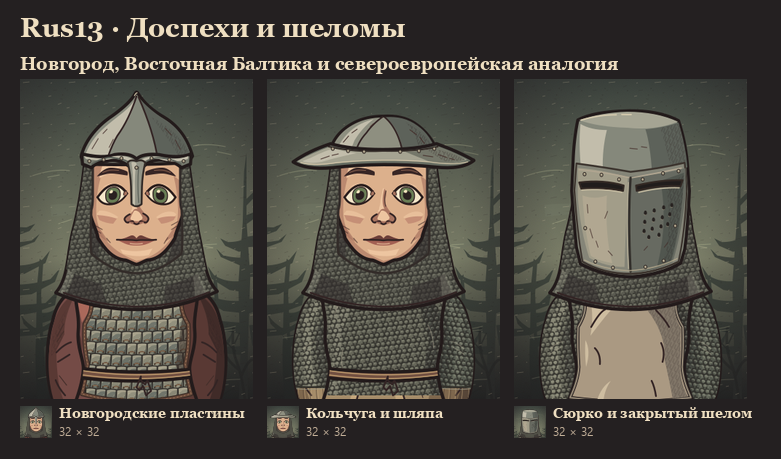 Rus13 · Доспехи и шеломы
Новгород, Восточная Балтика и североевропейская аналогия
Новгородские пластины
32 × 32
Кольчуга и шляпа
32 × 32
Сюрко и закрытый шелом
32 × 32